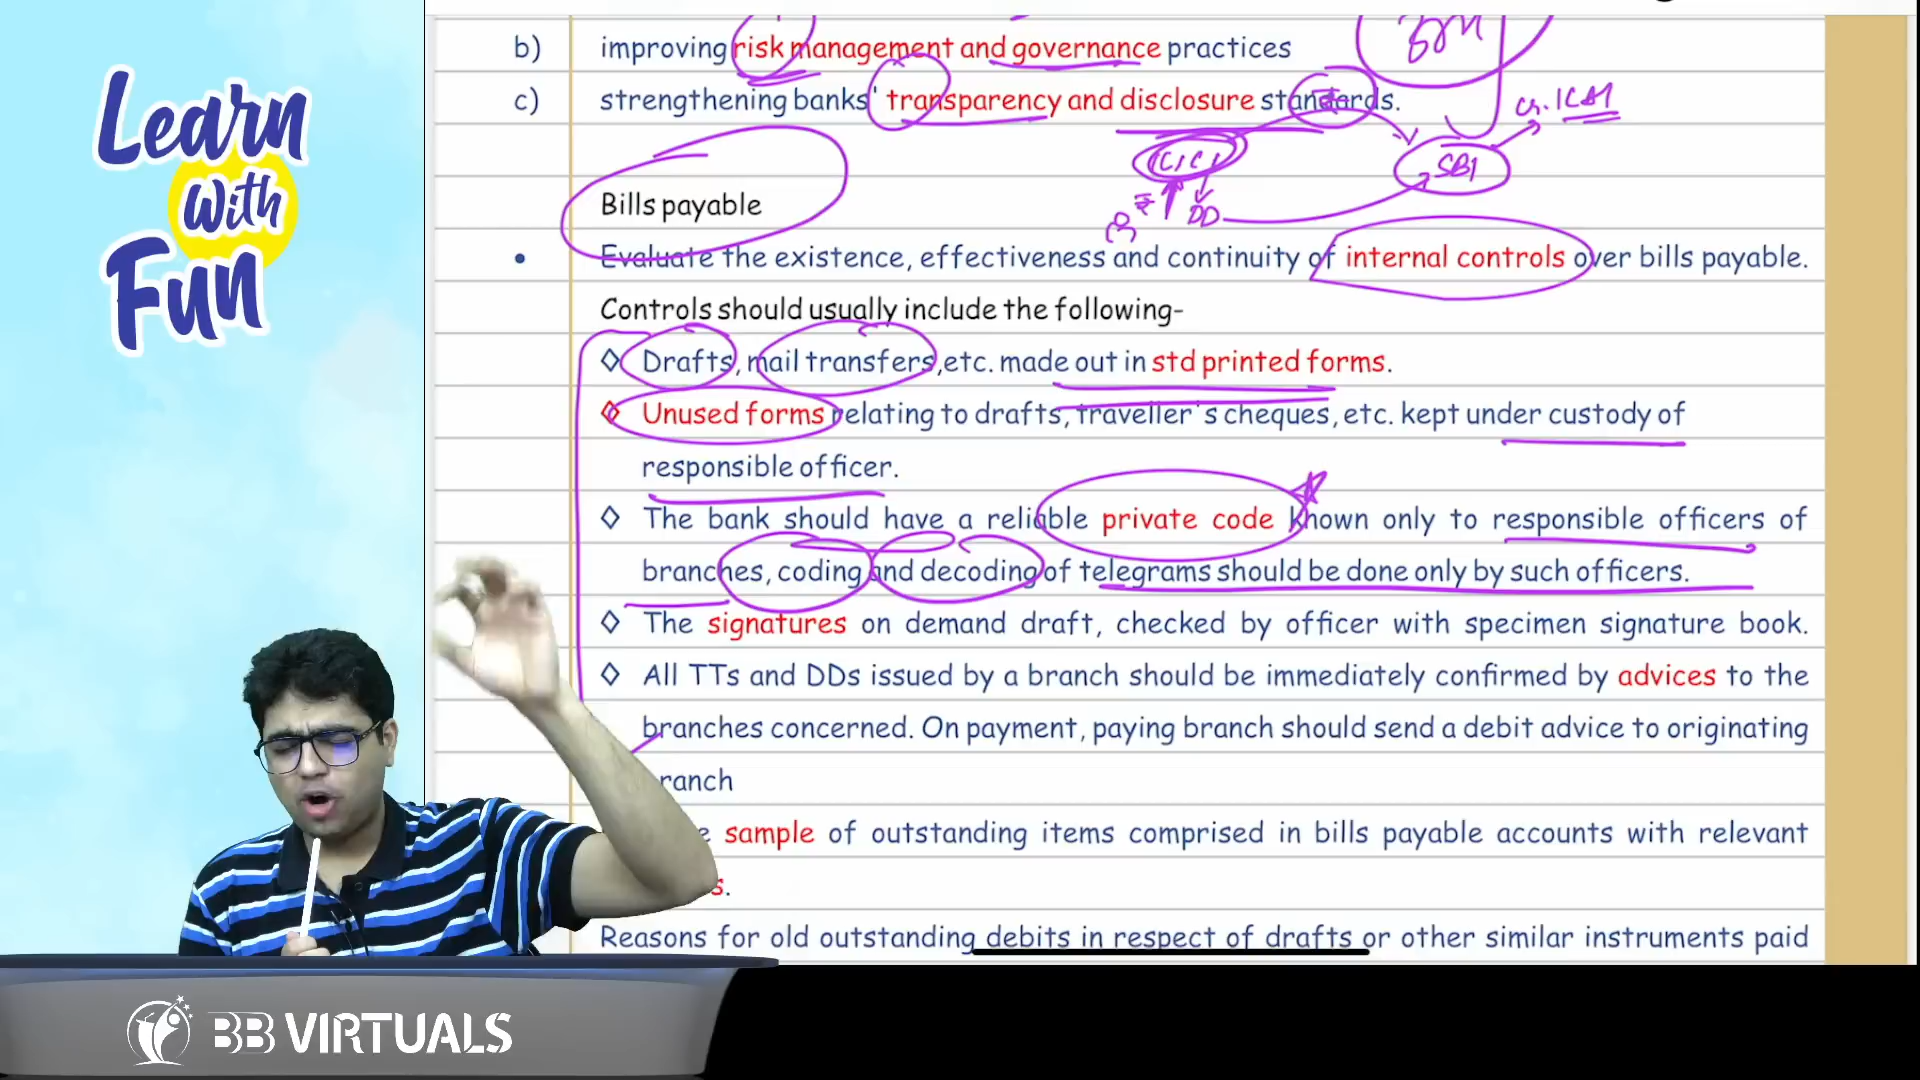 Learn
With
Fun
b) improving risk management and governance practices
c) strengthening banks' transparency and disclosure standards.
Cr. ICAI
ICICI
SBI
DD
Bills payable
• Evaluate the existence, effectiveness and continuity of internal controls over bills payable.
Controls should usually include the following-
◊ Drafts, mail transfers,etc. made out in std printed forms.
◊ Unused forms relating to drafts, traveller's cheques, etc. kept under custody of
responsible officer.
◊ The bank should have a reliable private code known only to responsible officers of
branches, coding and decoding of telegrams should be done only by such officers.
◊ The signatures on demand draft, checked by officer with specimen signature book.
◊ All TTs and DDs issued by a branch should be immediately confirmed by advices to the
branches concerned. On payment, paying branch should send a debit advice to originating
ranch
sample of outstanding items comprised in bills payable accounts with relevant
s.
Reasons for old outstanding debits in respect of drafts or other similar instruments paid
BB VIRTUALS